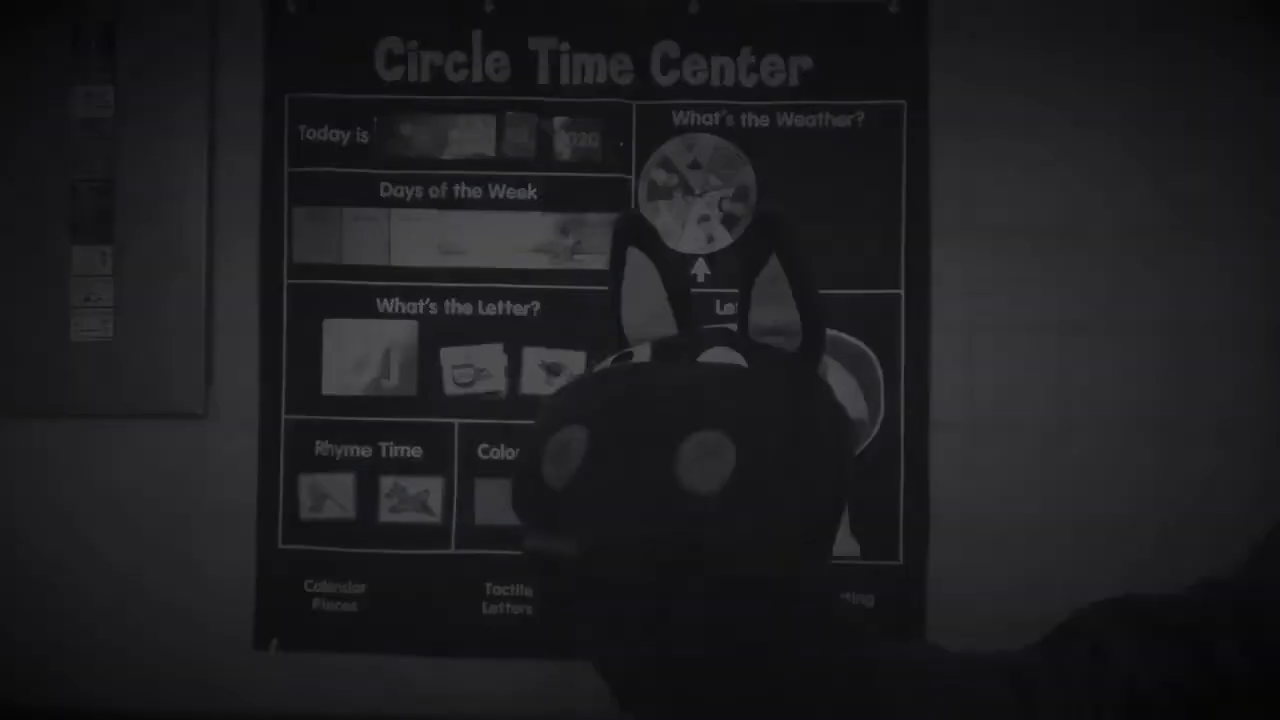 Circle Time Center
Today is
2020
What's the Weather?
Days of the Week
What's the Letter?
Rhyme Time
Calendar
Pieces
Tactile
Letters